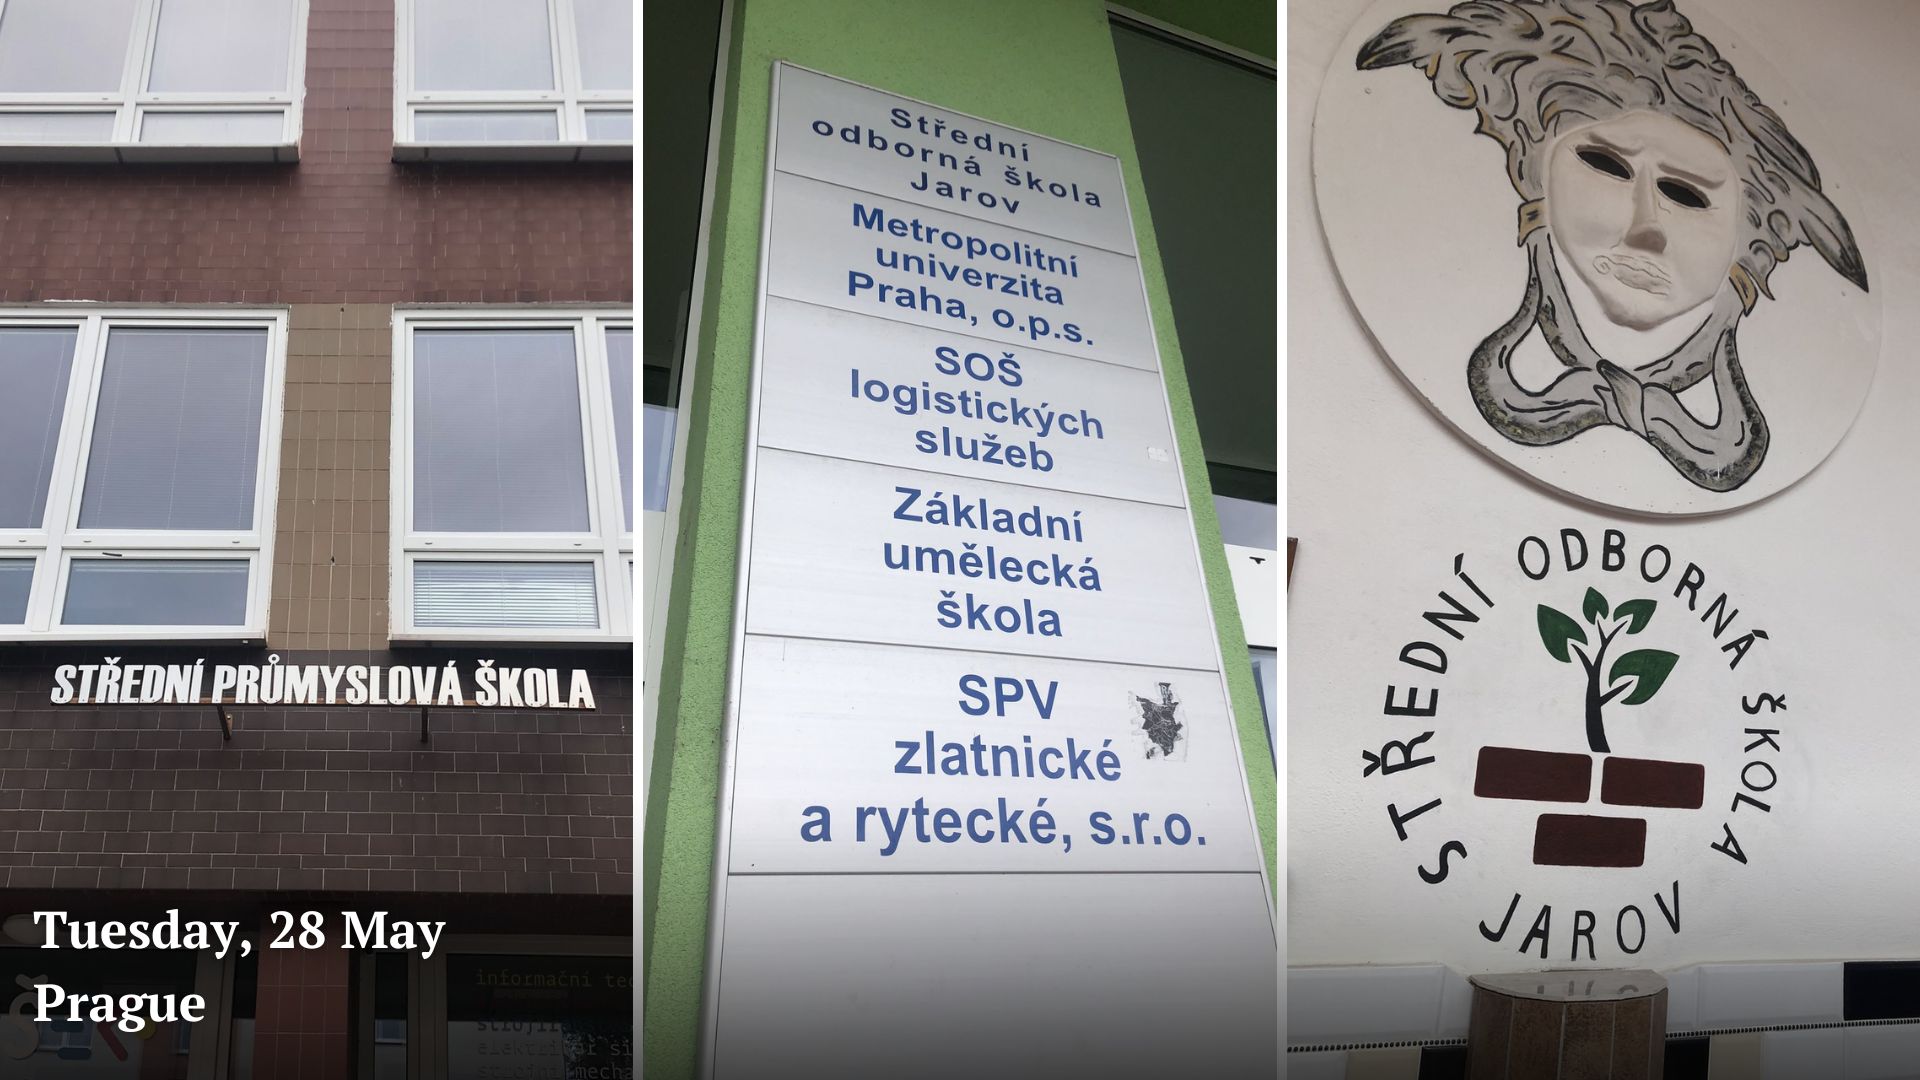 STŘEDNÍ PRŮMYSLOVÁ ŠKOLA
informační
Tuesday, 28 May
Prague
Střední
odborná škola
Jarov
Metropolitní
univerzita
Praha, o.p.s.
SOŠ
logistických
služeb
Základní
umělecká
škola
SPV
zlatnické
a rytecké, s.r.o.
STŘEDNÍ ODBORNÁ ŠKOLA
JAROV